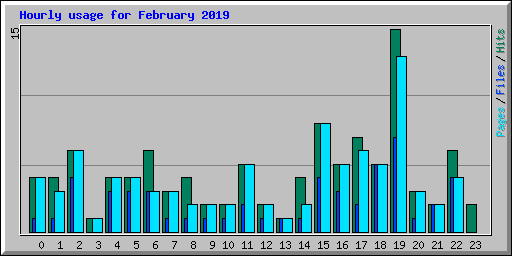 Hourly usage for February 2019
15
Pages/Files/Hits
0 1 2 3 4 5 6 7 8 9 10 11 12 13 14 15 16 17 18 19 20 21 22 23